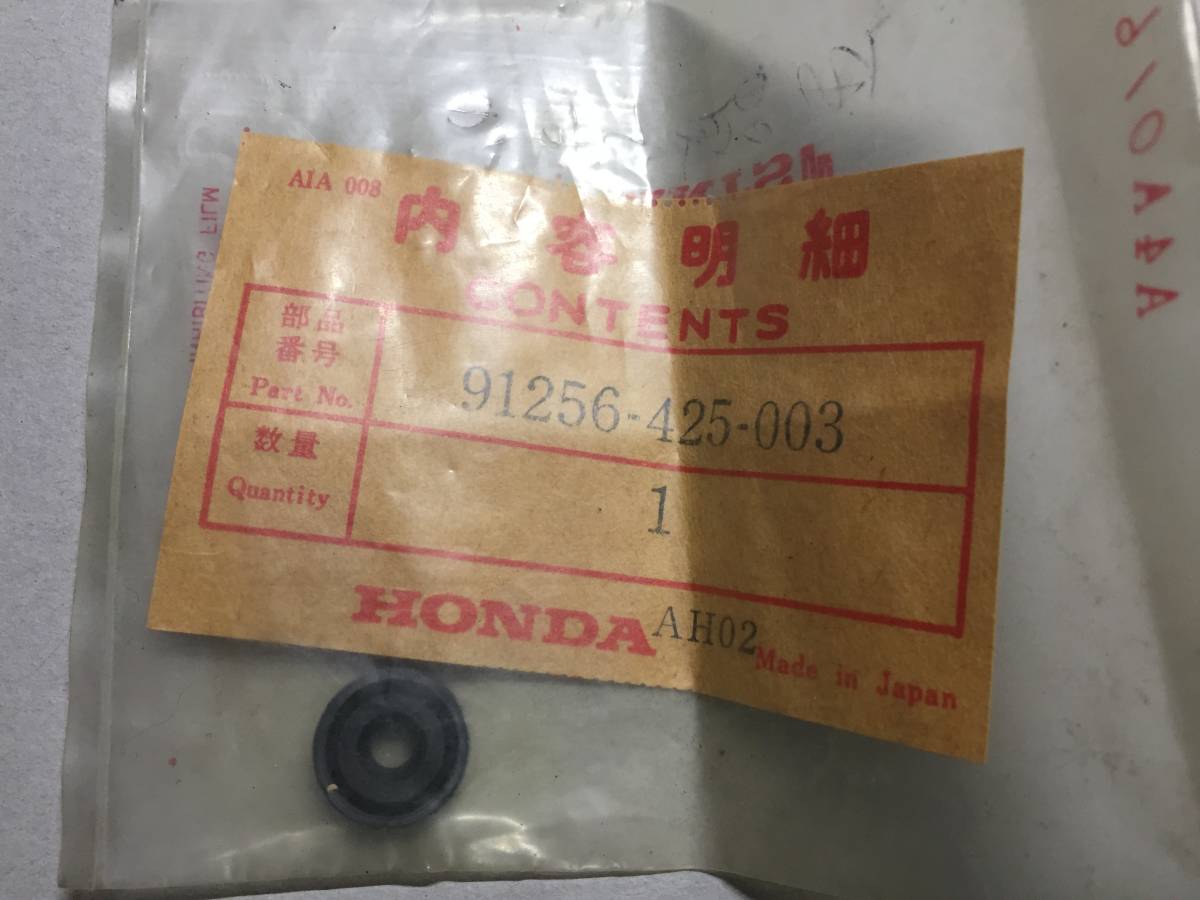 AIA 008
内容明細
CONTENTS
部品
番号
Part No.
91256-425-003
数量
Quantity
1
HONDA AH02
Made in Japan